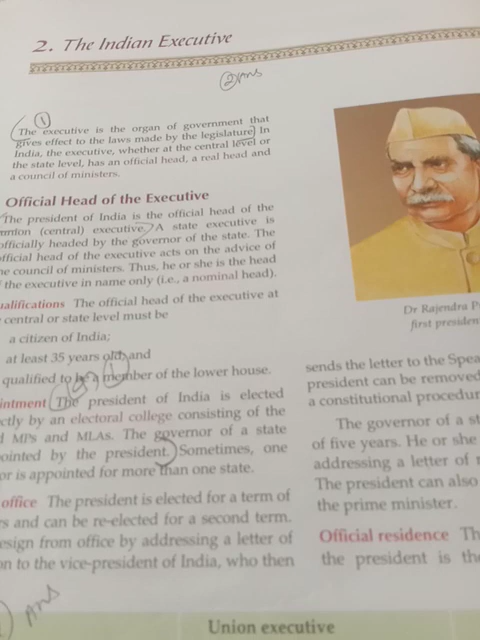 2. The Indian Executive
2 Ans
1
The executive is the organ of government that
gives effect to the laws made by the legislature. In
India, the executive, whether at the central level or
the state level, has an official head, a real head and
a council of ministers.
Official Head of the Executive
The president of India is the official head of the
union (central) executive. A state executive is
officially headed by the governor of the state. The
official head of the executive acts on the advice of
the council of ministers. Thus, he or she is the head
the executive in name only (i.e., a nominal head).
ualifications The official head of the executive at
central or state level must be
a citizen of India;
at least 35 years old; and
qualified to be a member of the lower house.
intment The president of India is elected
ctly by an electoral college consisting of the
d MPs and MLAs. The governor of a state
pointed by the president. Sometimes, one
or is appointed for more than one state.
office The president is elected for a term of
rs and can be re-elected for a second term.
esign from office by addressing a letter of
on to the vice-president of India, who then
Ans
Dr Rajendra P
first presiden
sends the letter to the Spea
president can be removed
a constitutional procedur
The governor of a st
of five years. He or she
addressing a letter of r
The president can also
the prime minister.
Official residence Th
the president is the
Union executive